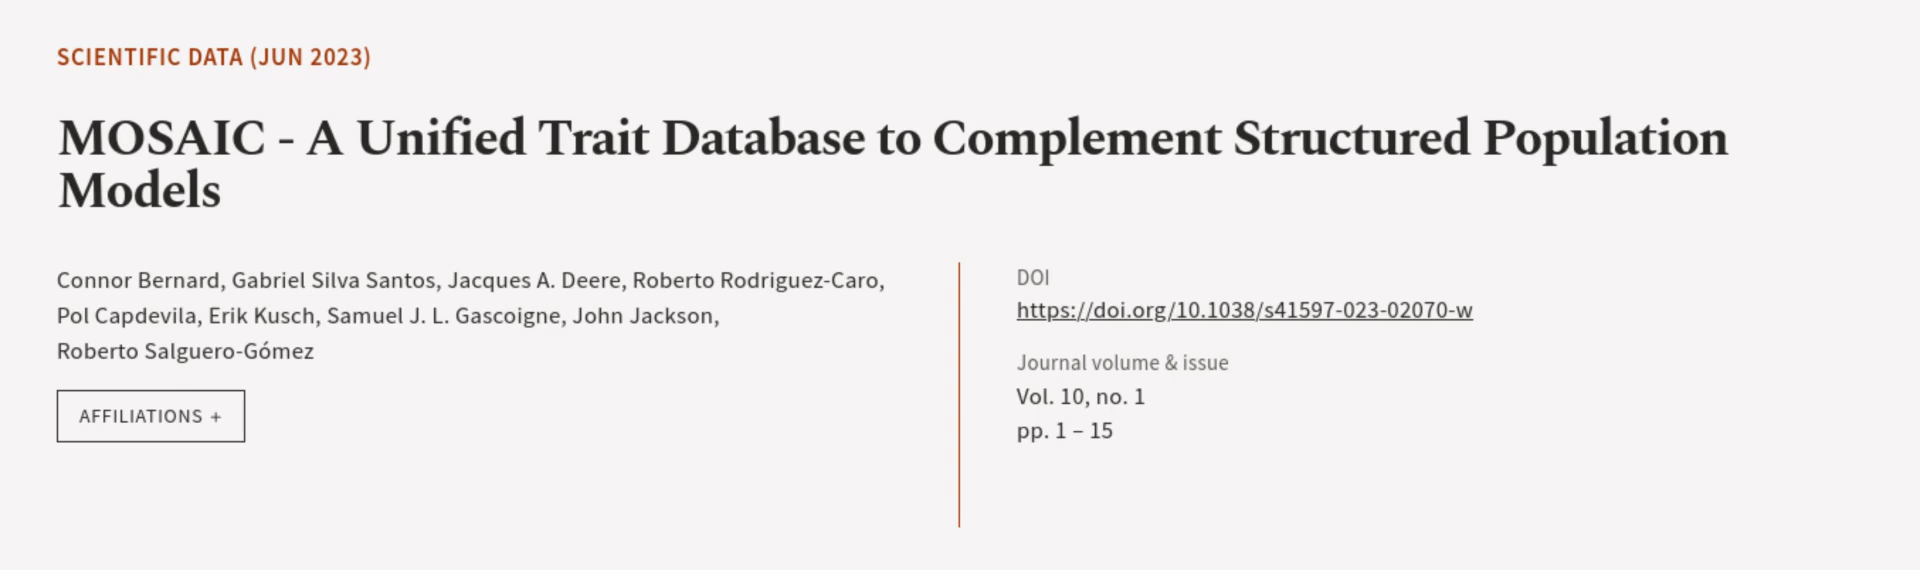 SCIENTIFIC DATA (JUN 2023)
MOSAIC - A Unified Trait Database to Complement Structured Population
Models
Connor Bernard, Gabriel Silva Santos, Jacques A. Deere, Roberto Rodriguez-Caro,
Pol Capdevila, Erik Kusch, Samuel J. L. Gascoigne, John Jackson,
Roberto Salguero-Gómez
AFFILIATIONS +
DOI
https://doi.org/10.1038/s41597-023-02070-w
Journal volume & issue
Vol. 10, no. 1
pp. 1 – 15